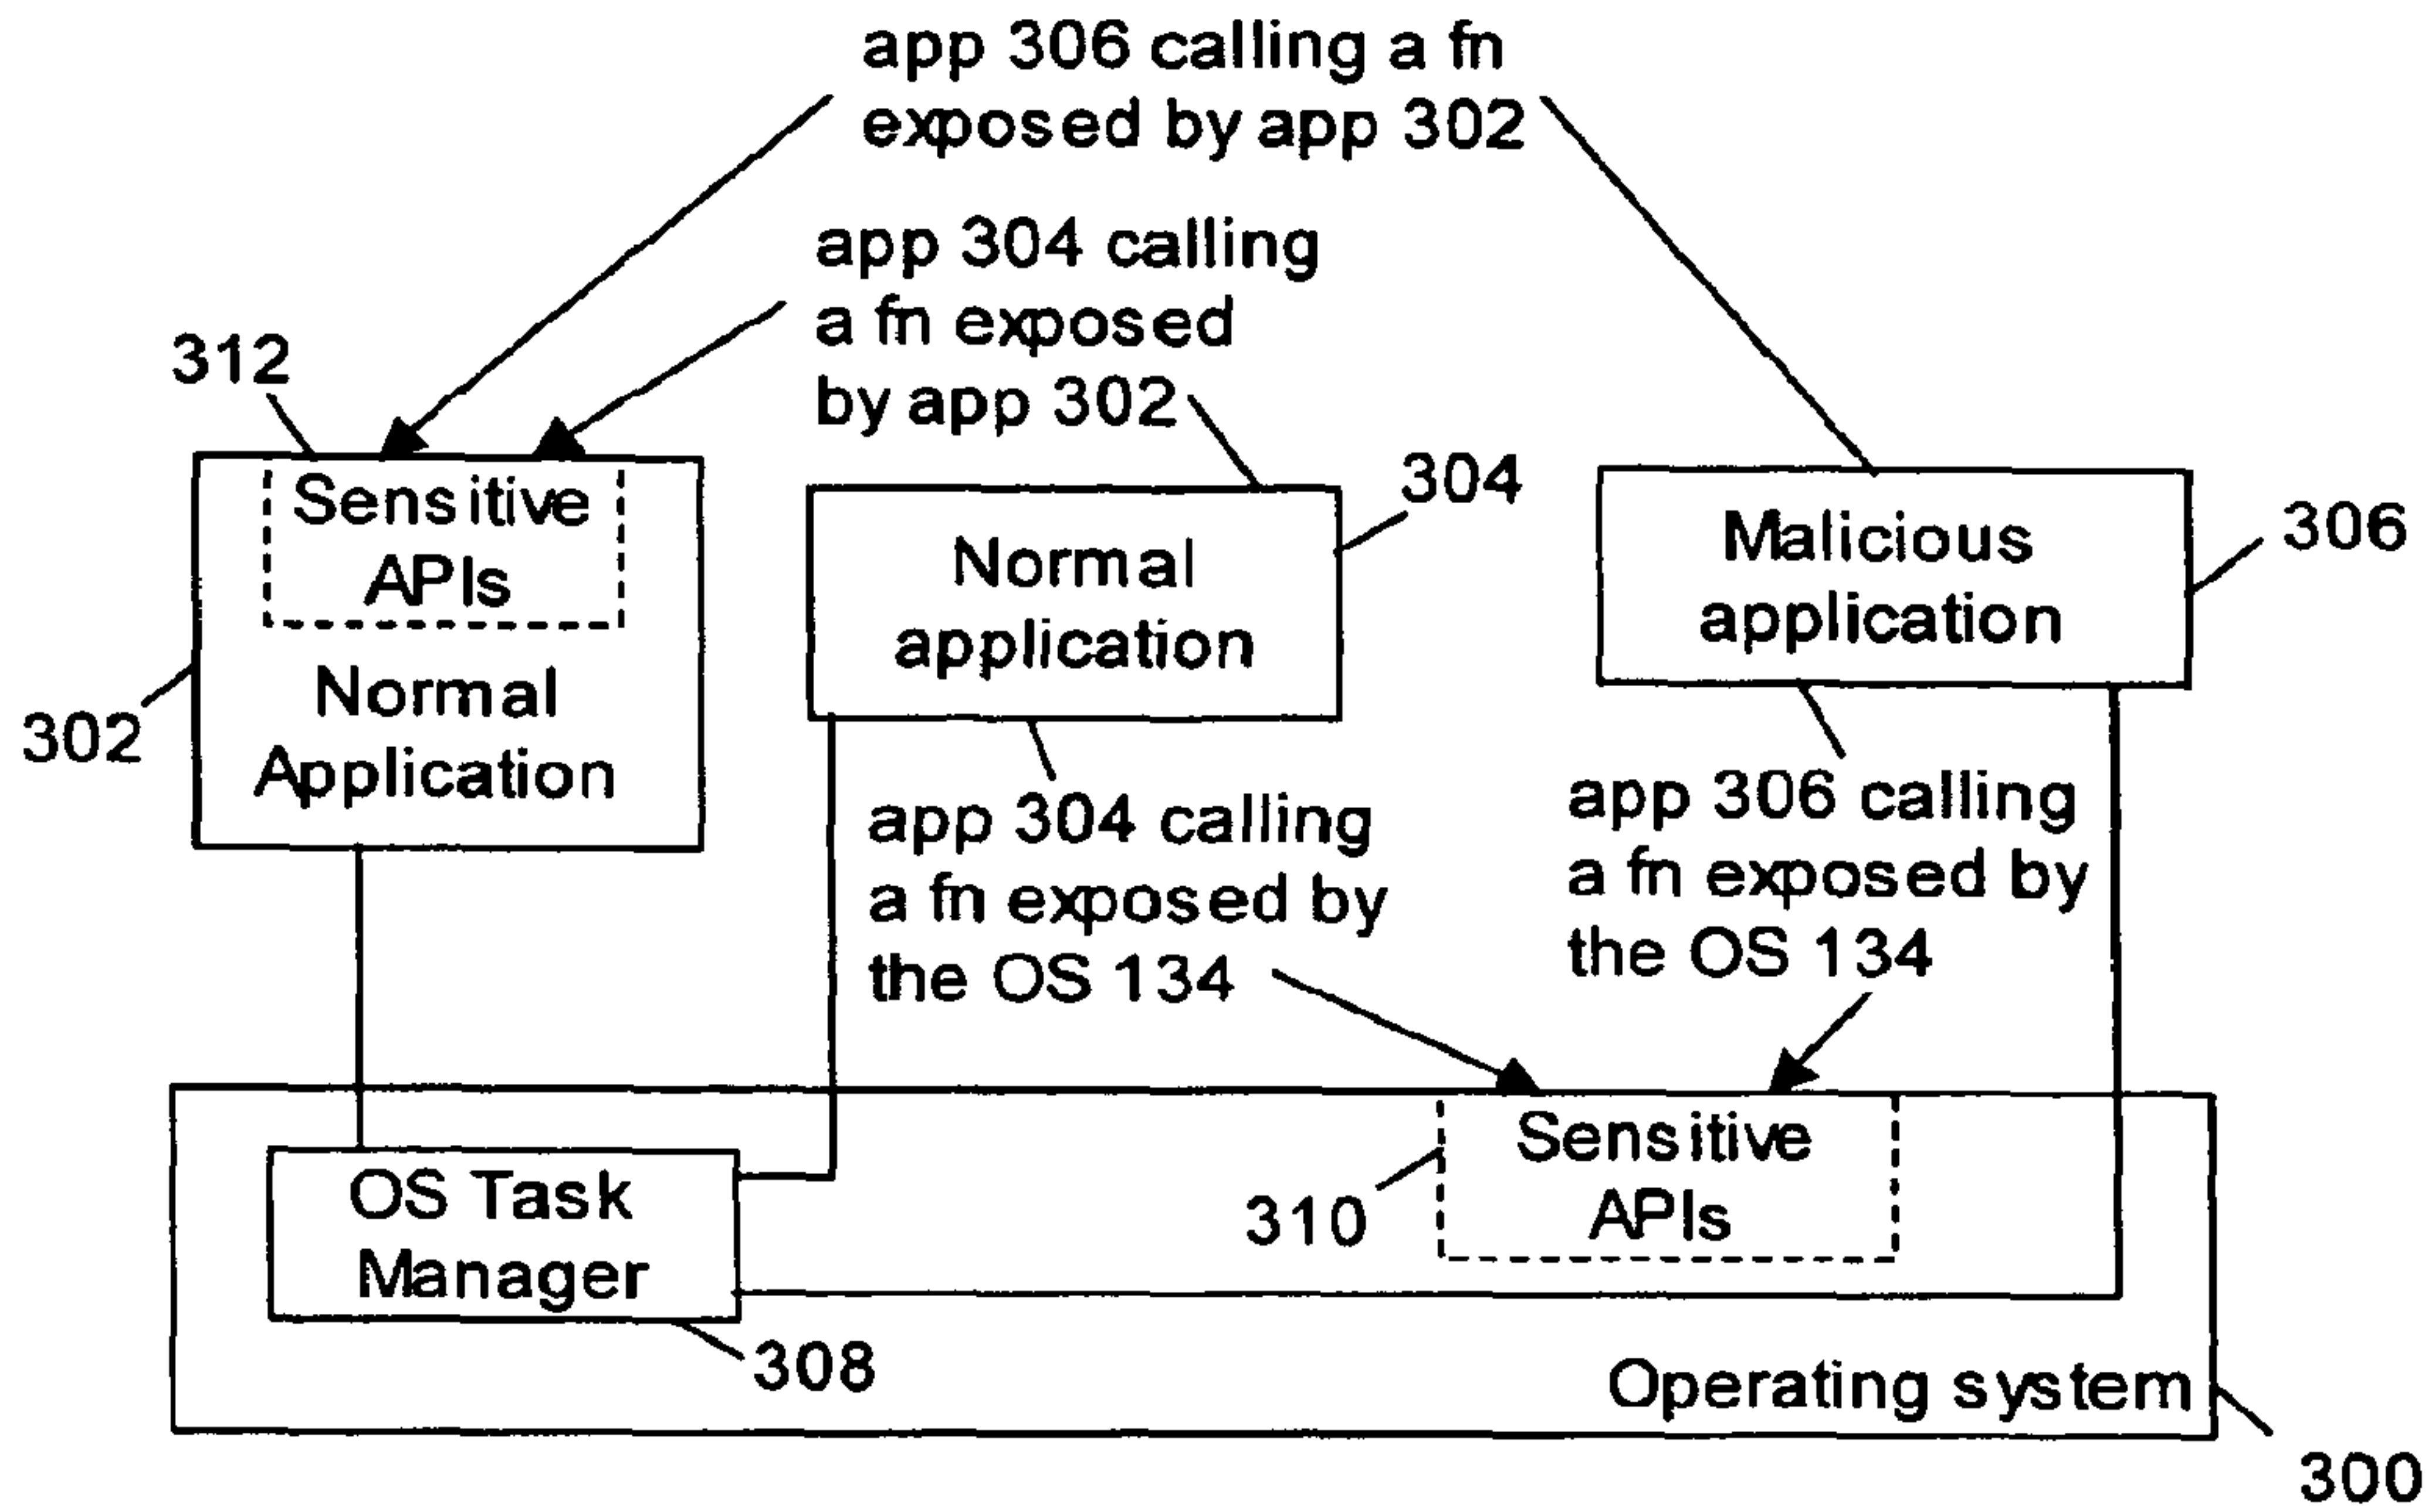 app 306 calling a fn
exposed by app 302
app 304 calling
a fn exposed
by app 302
312
Sensitive
APIs
Normal
Application
302
304
Normal
application
Malicious
application
306
app 304 calling
a fn exposed by
the OS 134
app 306 calling
a fn exposed by
the OS 134
OS Task
Manager
308
Sensitive
APIs
310
Operating system
300